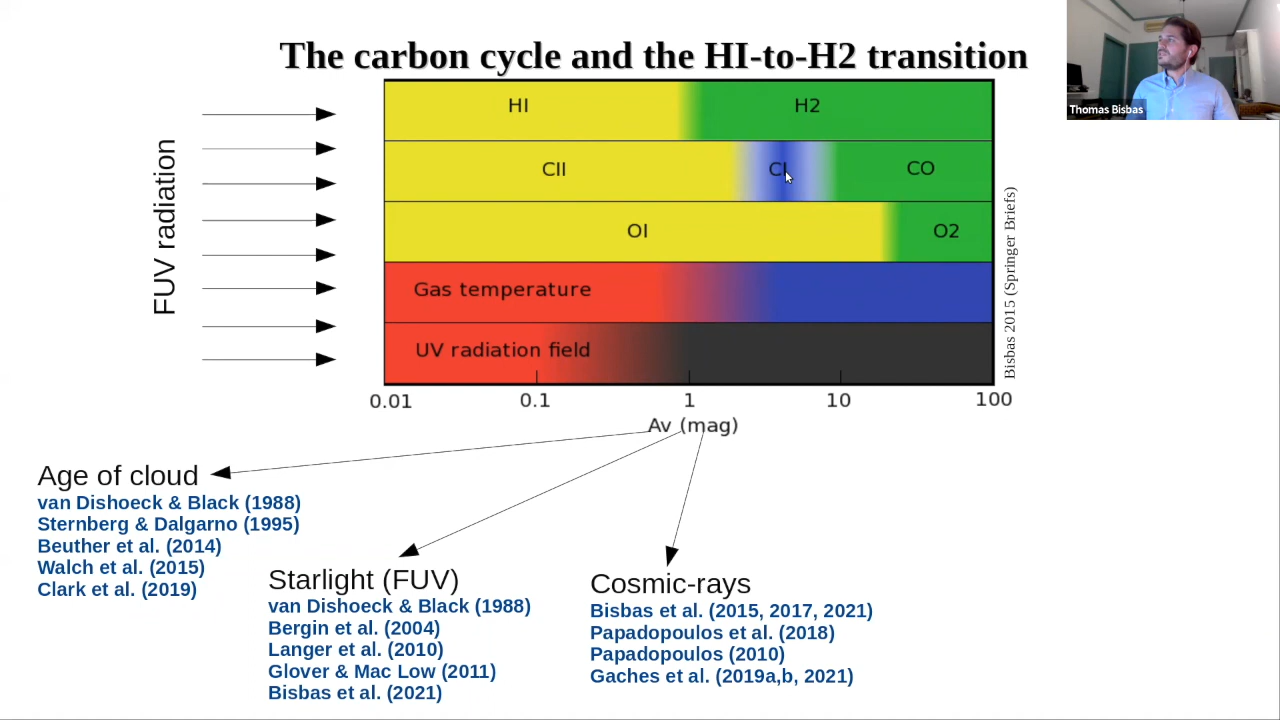 The carbon cycle and the HI-to-H2 transition
Thomas Bisbas
FUV radiation
HI H2
CII CI CO
OI O2
Gas temperature
UV radiation field
0.01 0.1 1 10 100
Av (mag)
Bisbas 2015 (Springer Briefs)
Age of cloud
van Dishoeck & Black (1988)
Sternberg & Dalgarno (1995)
Beuther et al. (2014)
Walch et al. (2015)
Clark et al. (2019)
Starlight (FUV)
van Dishoeck & Black (1988)
Bergin et al. (2004)
Langer et al. (2010)
Glover & Mac Low (2011)
Bisbas et al. (2021)
Cosmic-rays
Bisbas et al. (2015, 2017, 2021)
Papadopoulos et al. (2018)
Papadopoulos (2010)
Gaches et al. (2019a,b, 2021)